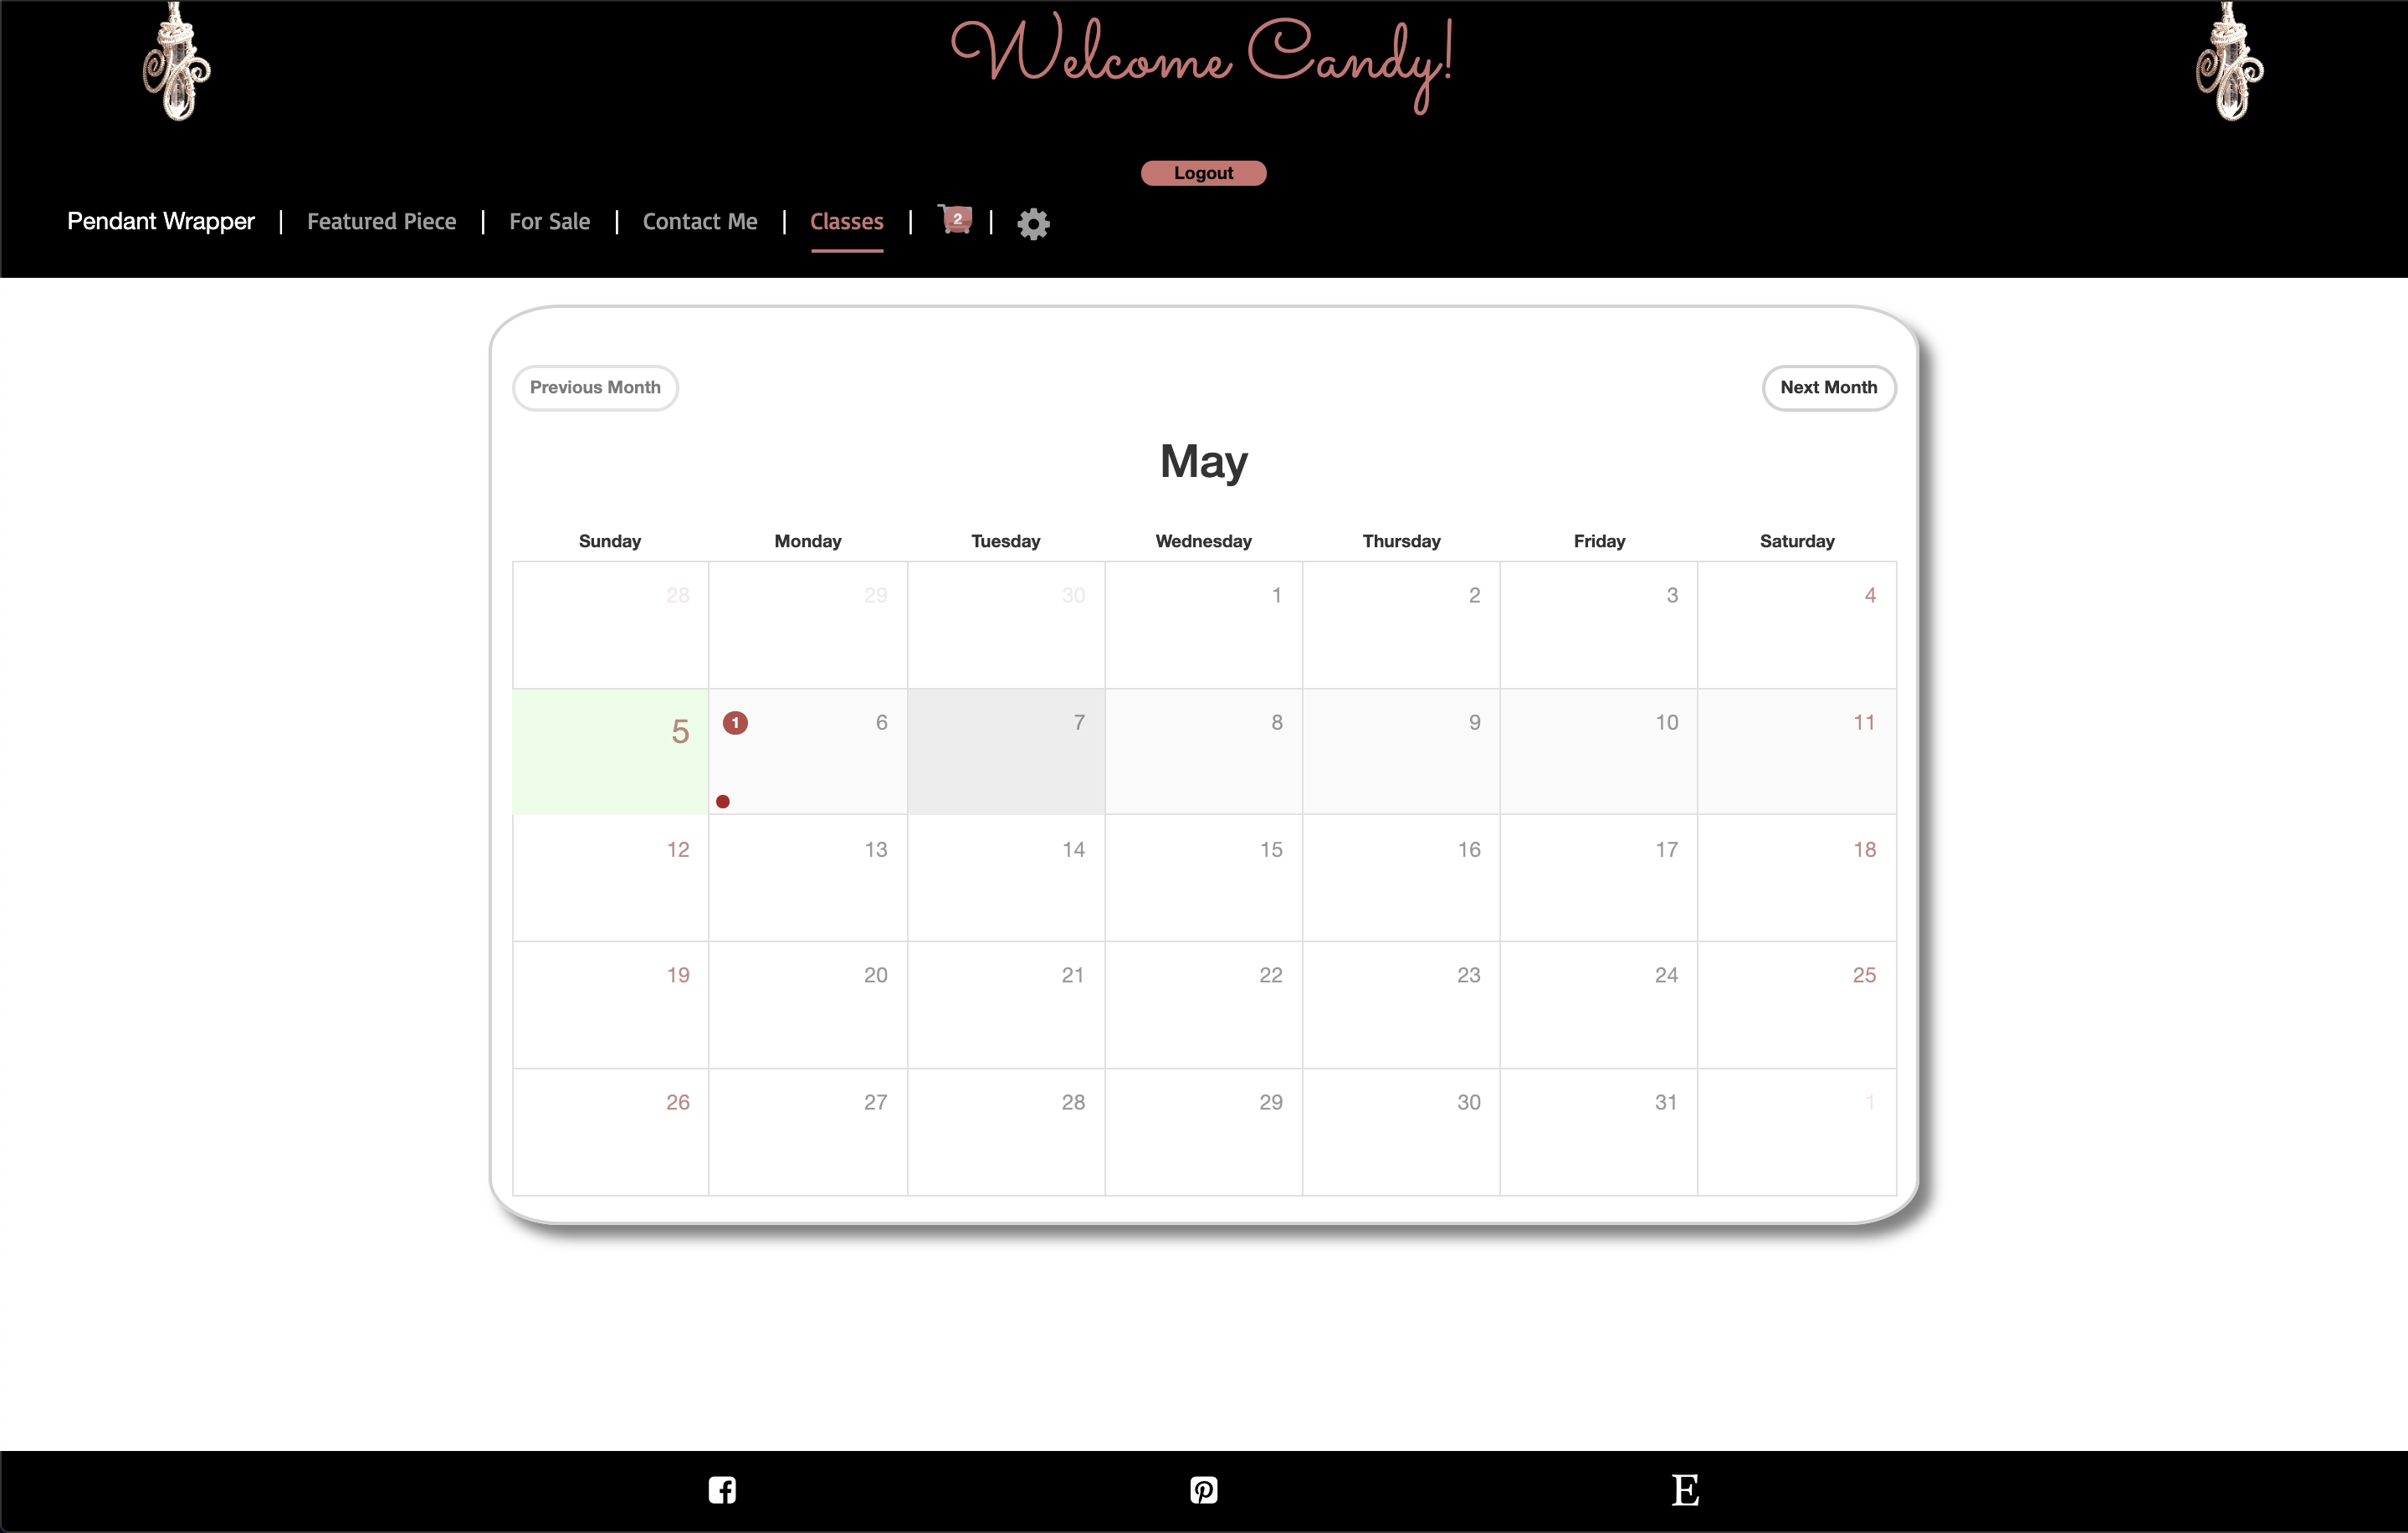 Welcome Candy!
Logout
Pendant Wrapper | Featured Piece | For Sale | Contact Me | Classes | 2 |
Previous Month Next Month
May
Sunday Monday Tuesday Wednesday Thursday Friday Saturday
28 29 30 1 2 3 4
5 1 6 7 8 9 10 11
12 13 14 15 16 17 18
19 20 21 22 23 24 25
26 27 28 29 30 31 1
E